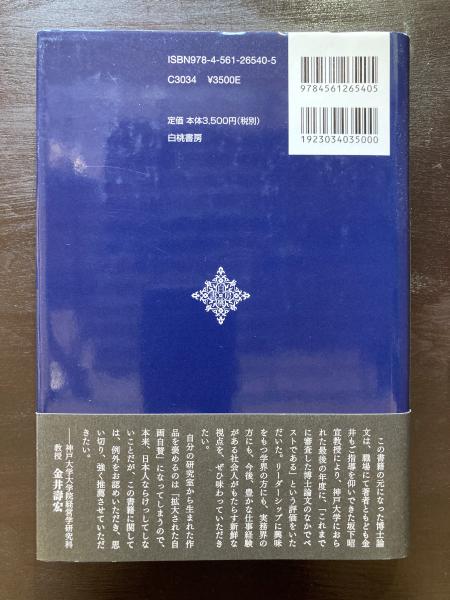 ISBN978-4-561-26540-5
C3034 ¥3500E
定価 本体3,500円(税別)
白桃書房
9784561265405
1923034035000
この書籍の元になった博士論
文は、職場にて著者ともども金
井もご指導を仰いできた坂下昭
宣教授により、神戸大学におら
れた最後の年度に、「これまで
に審査した博士論文のなかでベ
ストである」という評価をいた
だいた。リーダーシップに興味
をもつ学界の方にも、実務界の
方にも、今後、豊かな仕事経験
がある社会人がもたらす新鮮な
視点を、ぜひ味わっていただき
たい。
自分の研究室から生まれた作
品を褒めるのは「拡大された自
画自賛」になってしまうので、
本来、日本人ならけっしてしな
いことだが、この書籍に関して
は、例外をお認めいただき、思
い切り、強く推薦させていただ
きたい。
──神戸大学大学院経営学研究科
教授 金井壽宏